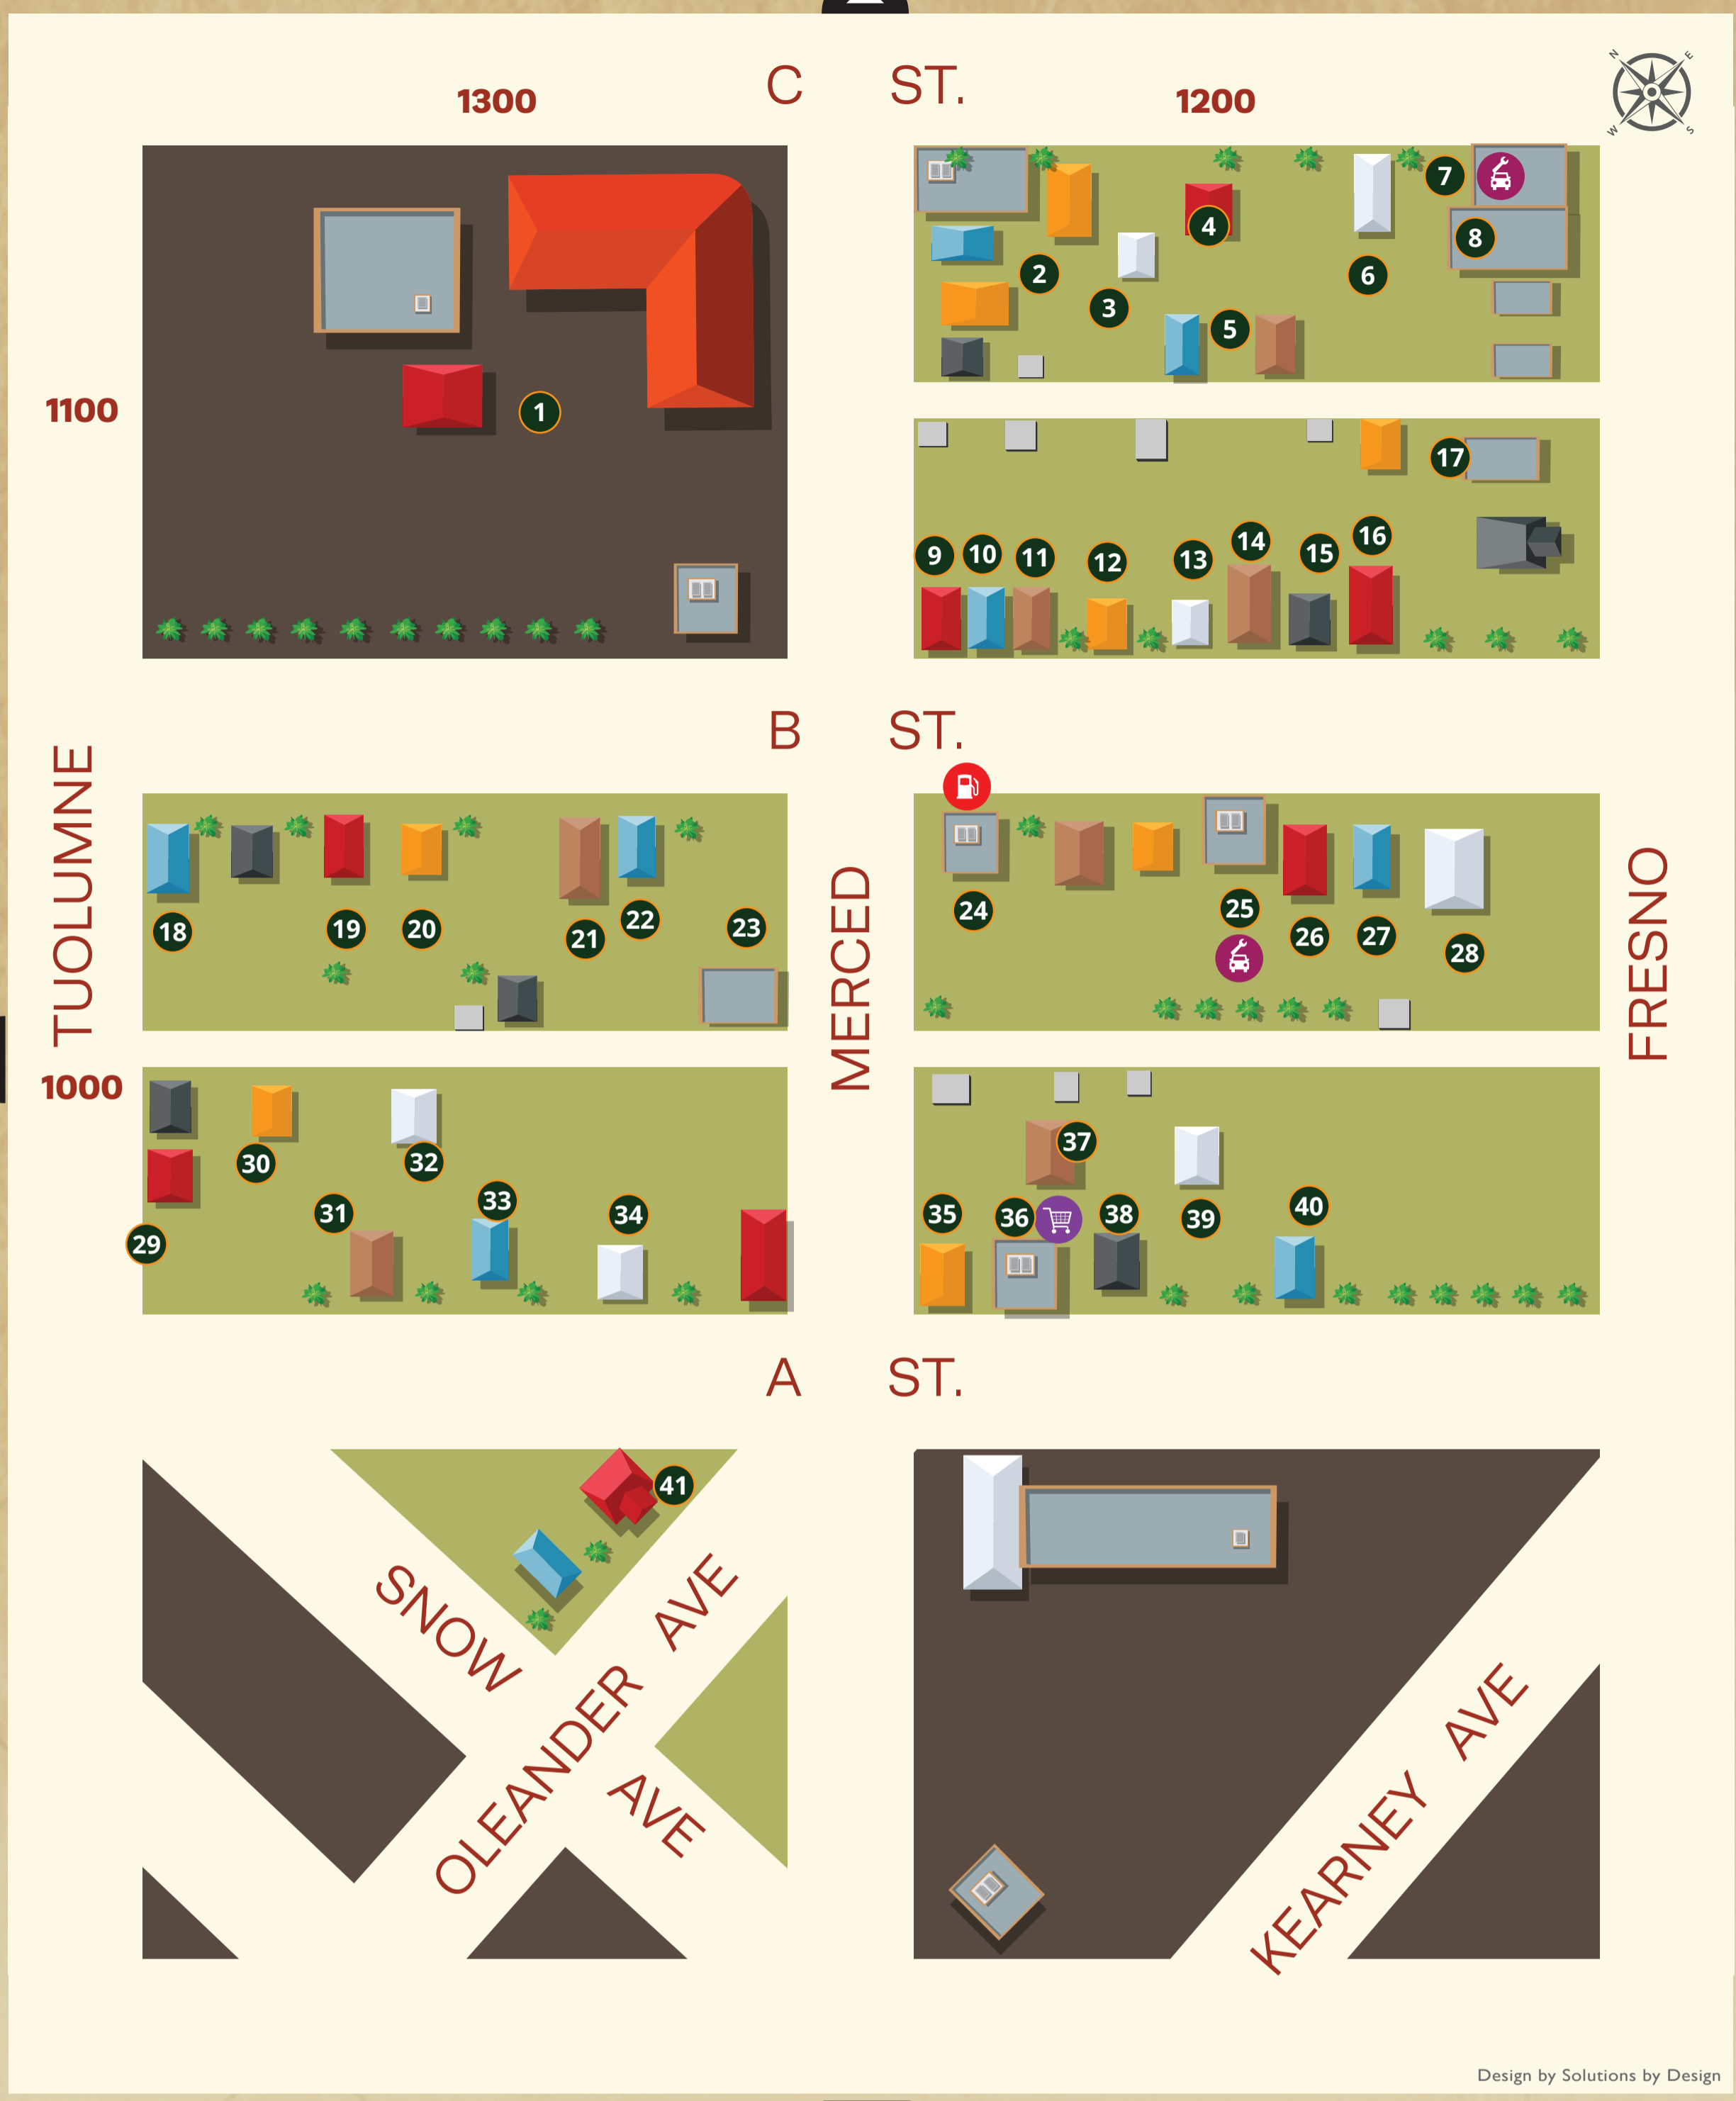 C ST.
1300 1200
N E
W S
7
4 8
2 6
3 5
1100 1
17
16
14
9 10 11 12 13 15
B ST.
TUOLUMNE
MERCED
FRESNO
24 25
18 19 20 21 22 23 26 27 28
1000
37
30 32
33
31 34 35 36 38 39 40
29
A ST.
41
SNOW AVE
OLEANDER AVE
KEARNEY AVE
Design by Solutions by Design